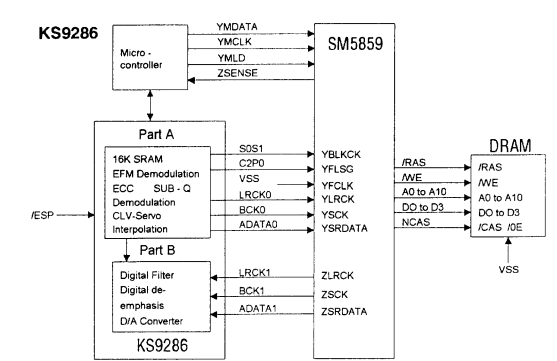 KS9286
Micro -
controller
YMDATA
YMCLK
YMLD
ZSENSE
SM5859
Part A
16K SRAM
EFM Demodulation
ECC SUB - Q
Demodulation
CLV-Servo
Interpolation
/ESP
S0S1
C2P0
VSS
LRCK0
BCK0
ADATA0
YBLKCK
YFLSG
YFCLK
YLRCK
YSCK
YSRDATA
/RAS
/WE
A0 to A10
DO to D3
NCAS
DRAM
/RAS
/WE
A0 to A10
DO to D3
/CAS /0E
VSS
Part B
Digital Filter
Digital de-
emphasis
D/A Converter
LRCK1
BCK1
ADATA1
ZLRCK
ZSCK
ZSRDATA
KS9286